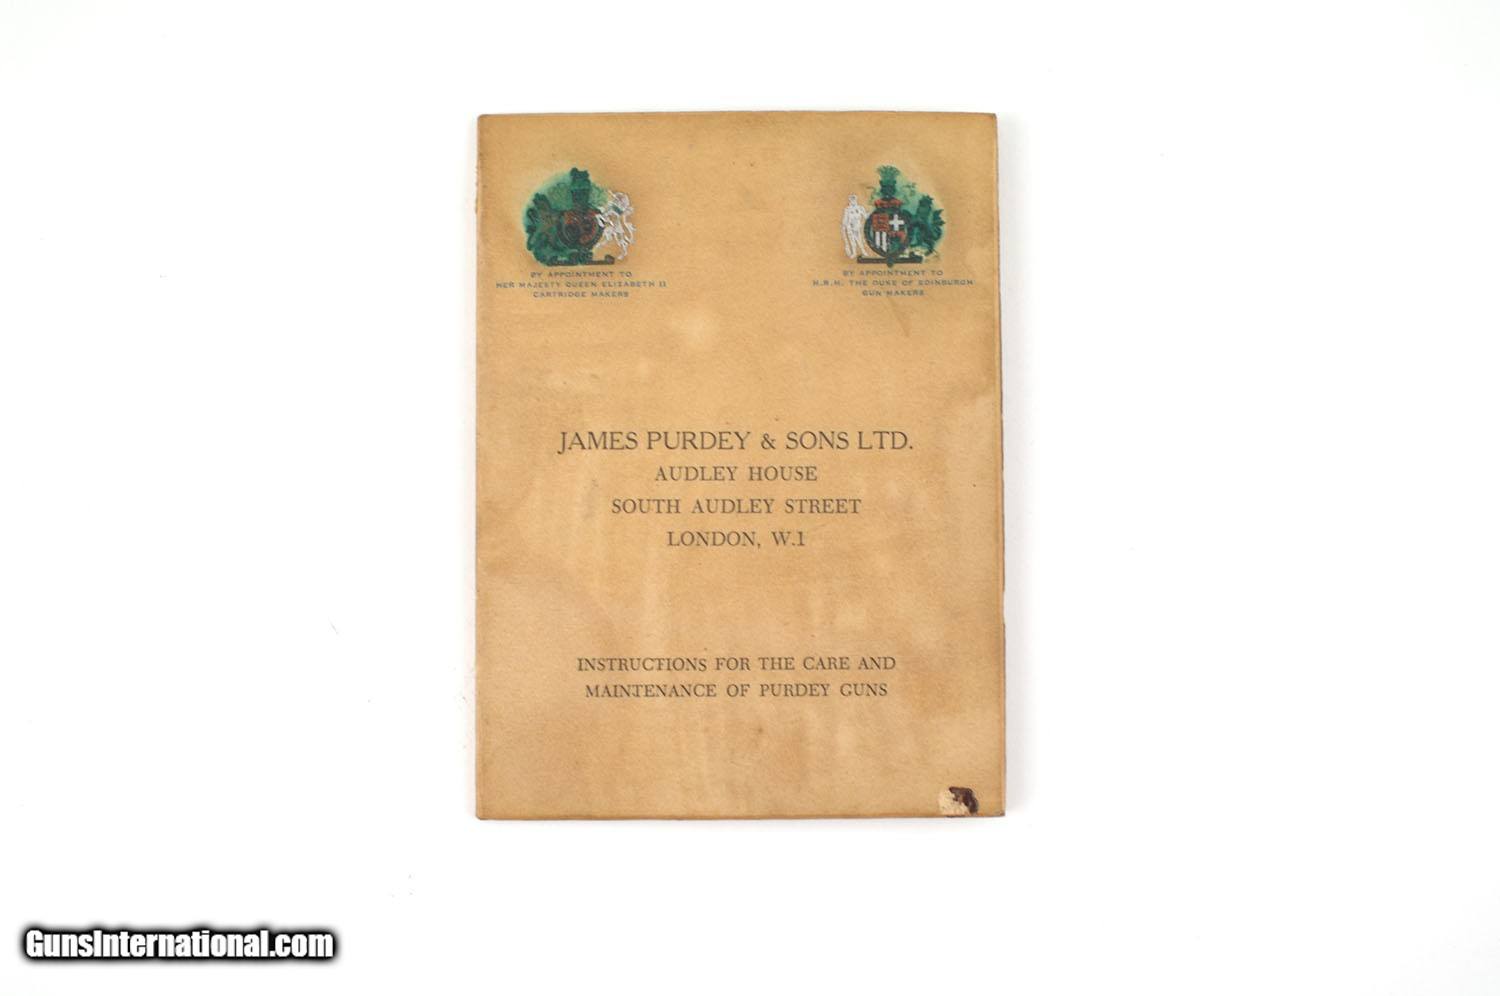 BY APPOINTMENT TO
HER MAJESTY QUEEN ELIZABETH II
CARTRIDGE MAKERS
BY APPOINTMENT TO
H.R.H. THE DUKE OF EDINBURGH
GUN MAKERS
JAMES PURDEY & SONS LTD.
AUDLEY HOUSE
SOUTH AUDLEY STREET
LONDON, W.1
INSTRUCTIONS FOR THE CARE AND
MAINTENANCE OF PURDEY GUNS
GunsInternational.com